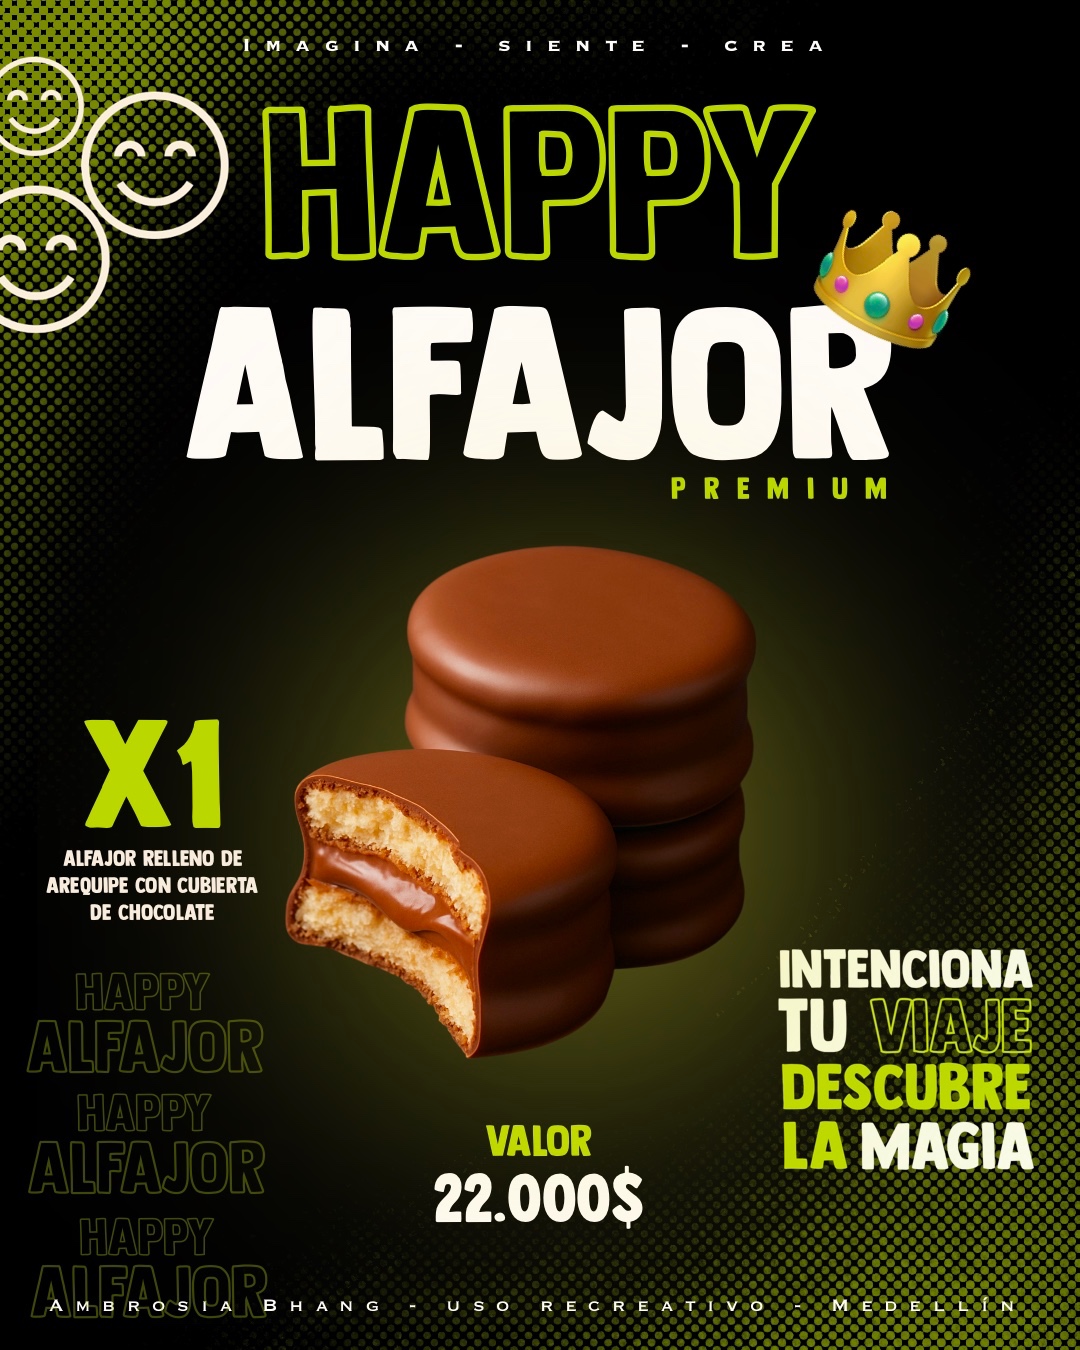 IMAGINA - SIENTE - CREA
HAPPY
ALFAJOR
PREMIUM
X1
ALFAJOR RELLENO DE
AREQUIPE CON CUBIERTA
DE CHOCOLATE
HAPPY
ALFAJOR
HAPPY
ALFAJOR
HAPPY
ALFAJOR
INTENCIONA
TU VIAJE
DESCUBRE
LA MAGIA
VALOR
22.000$
AMBROSIA BHANG - USO RECREATIVO - MEDELLÍN